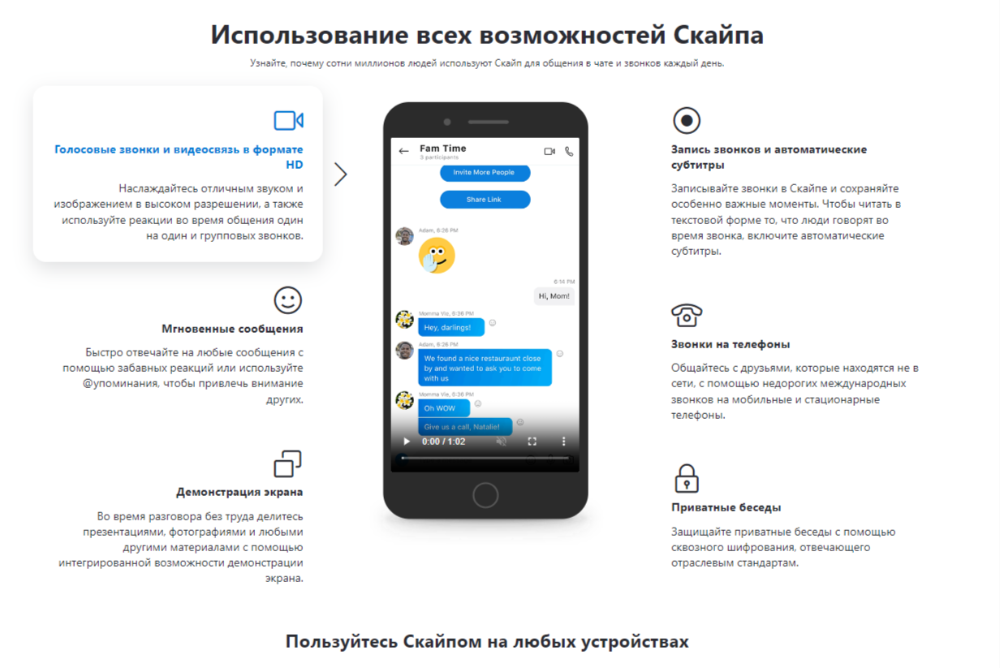 Использование всех возможностей Скайпа
Узнайте, почему сотни миллионов людей используют Скайп для общения в чате и звонков каждый день.
Голосовые звонки и видеосвязь в формате
HD
Наслаждайтесь отличным звуком и
изображением в высоком разрешении, а также
используйте реакции во время общения один
на один и групповых звонков.
Мгновенные сообщения
Быстро отвечайте на любые сообщения с
помощью забавных реакций или используйте
@упоминания, чтобы привлечь внимание
других.
Демонстрация экрана
Во время разговора без труда делитесь
презентациями, фотографиями и любыми
другими материалами с помощью
интегрированной возможности демонстрации
экрана.
Fam Time
3 participants
Invite More People
Share Link
Adam, 6:36 PM
6:14 PM
Hi, Mom!
Momma Vie, 6:36 PM
Hey, darlings!
Adam, 6:26 PM
We found a nice restauraunt close
by and wanted to ask you to come
with us
Momma Vie, 6:36 PM
Oh WOW
Give us a call, Natalie!
0:00 / 1:02
Запись звонков и автоматические
субтитры
Записывайте звонки в Скайпе и сохраняйте
особенно важные моменты. Чтобы читать в
текстовой форме то, что люди говорят во
время звонка, включите автоматические
субтитры.
Звонки на телефоны
Общайтесь с друзьями, которые находятся не в
сети, с помощью недорогих международных
звонков на мобильные и стационарные
телефоны.
Приватные беседы
Защищайте приватные беседы с помощью
сквозного шифрования, отвечающего
отраслевым стандартам.
Пользуйтесь Скайпом на любых устройствах